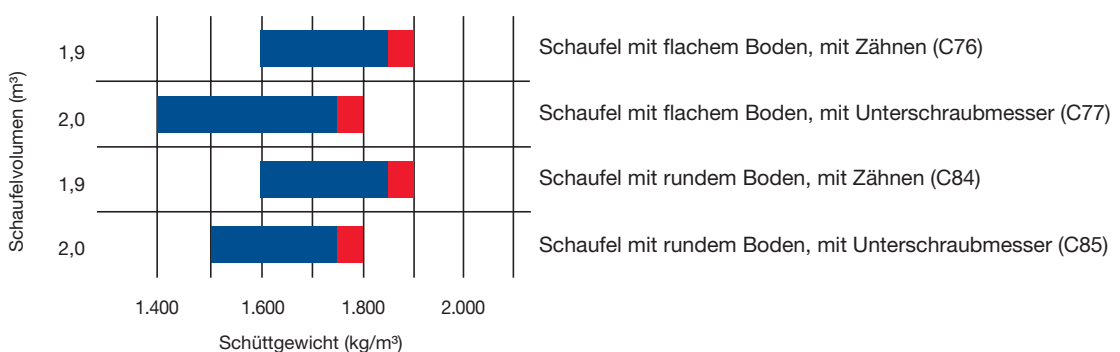 Schaufelvolumen (m³)
1,9 Schaufel mit flachem Boden, mit Zähnen (C76)
2,0 Schaufel mit flachem Boden, mit Unterschraubmesser (C77)
1,9 Schaufel mit rundem Boden, mit Zähnen (C84)
2,0 Schaufel mit rundem Boden, mit Unterschraubmesser (C85)
1.400 1.600 1.800 2.000
Schüttgewicht (kg/m³)